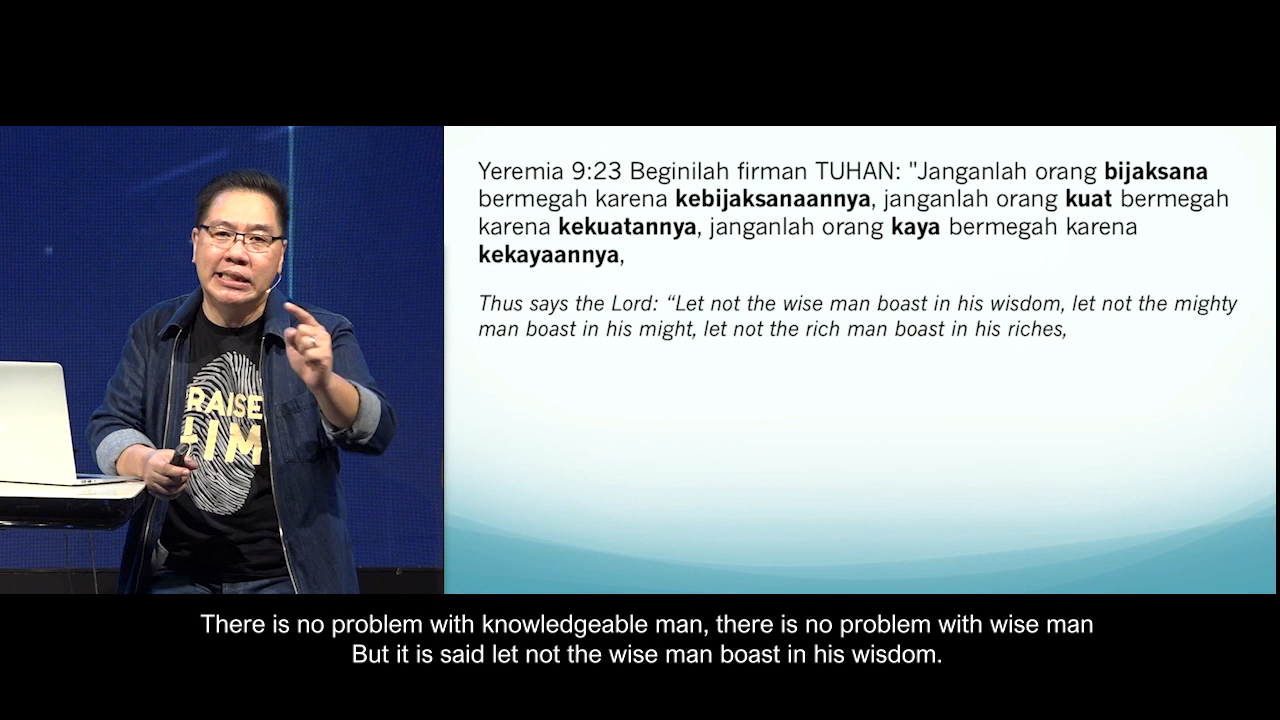 Yeremia 9:23 Beginilah firman TUHAN: "Janganlah orang bijaksana
bermegah karena kebijaksanaannya, janganlah orang kuat bermegah
karena kekuatannya, janganlah orang kaya bermegah karena
kekayaannya,
Thus says the Lord: “Let not the wise man boast in his wisdom, let not the mighty
man boast in his might, let not the rich man boast in his riches,
RAISE
There is no problem with knowledgeable man, there is no problem with wise man
But it is said let not the wise man boast in his wisdom.